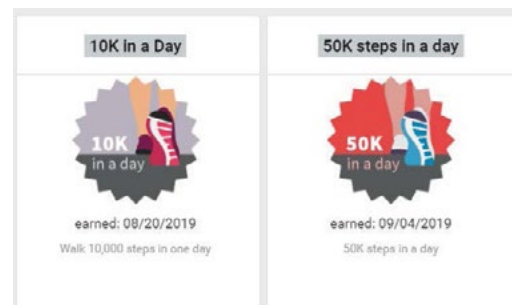 10K in a Day
10K
in a day
earned: 08/20/2019
Walk 10,000 steps in one day
50K steps in a day
50K
in a day
earned: 09/04/2019
50K steps in a day